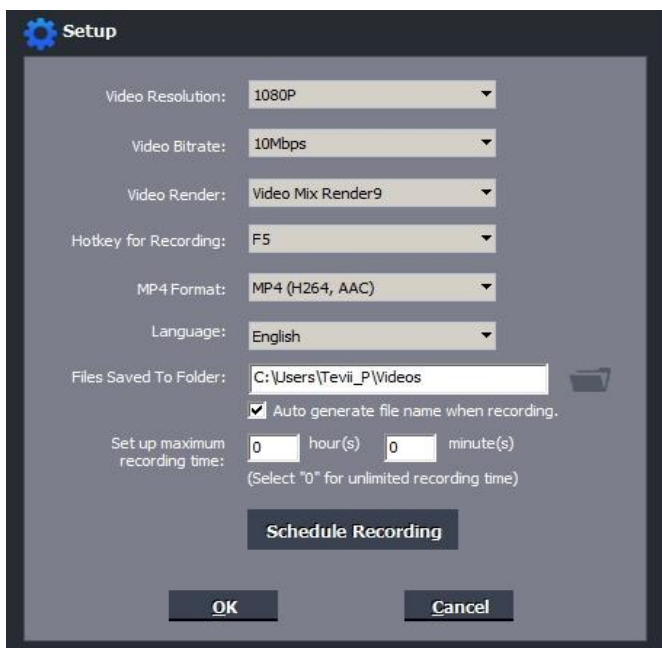 Setup
Video Resolution: 1080P
Video Bitrate: 10Mbps
Video Render: Video Mix Render9
Hotkey for Recording: F5
MP4 Format: MP4 (H264, AAC)
Language: English
Files Saved To Folder: C:\Users\Tevii_P\Videos
Auto generate file name when recording.
Set up maximum
recording time: 0 hour(s) 0 minute(s)
(Select "0" for unlimited recording time)
Schedule Recording
OK Cancel